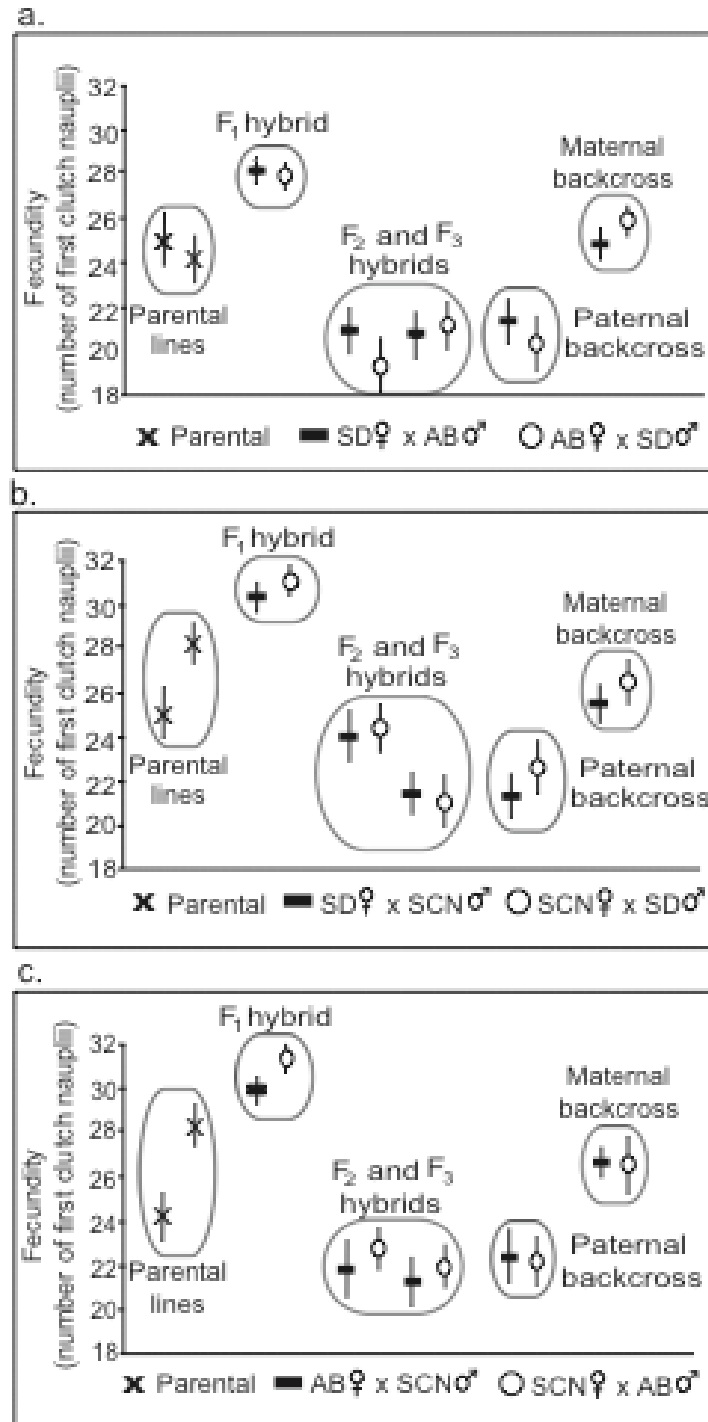 a.
Fecundity
(number of first clutch nauplii)
32
30
28
26
24
22
20
18
F1 hybrid
Parental
lines
F2 and F3
hybrids
Maternal
backcross
Paternal
backcross
x Parental ▬ SD♀ x AB♂ O AB♀ x SD♂
b.
Fecundity
(number of first clutch nauplii)
32
30
28
26
24
22
20
18
F1 hybrid
Parental
lines
F2 and F3
hybrids
Maternal
backcross
Paternal
backcross
x Parental ▬ SD♀ x SCN♂ O SCN♀ x SD♂
c.
Fecundity
(number of first clutch nauplii)
32
30
28
26
24
22
20
18
F1 hybrid
Parental
lines
F2 and F3
hybrids
Maternal
backcross
Paternal
backcross
x Parental ▬ AB♀ x SCN♂ O SCN♀ x AB♂